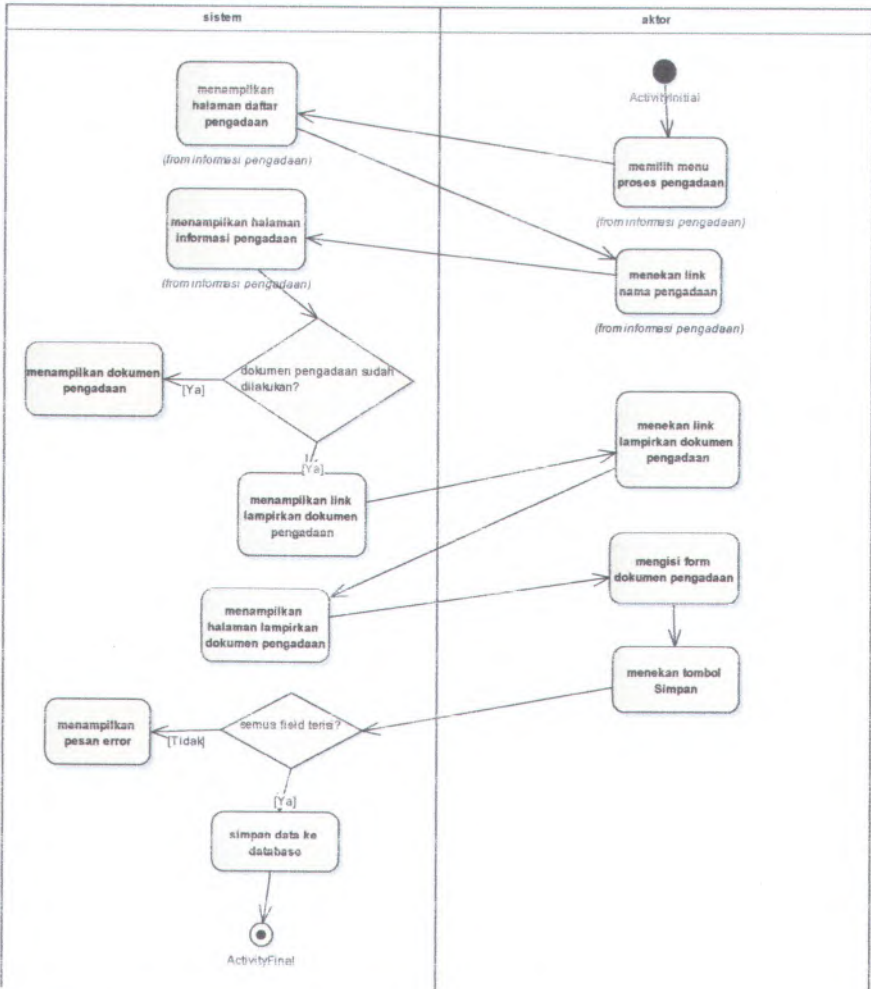 sistem
aktor
ActivityInitial
menampilkan
halaman daftar
pengadaan
(from informasi pengadaan)
memilih menu
proses pengadaan
(from informasi pengadaan)
menampilkan halaman
informasi pengadaan
(from informasi pengadaan)
menekan link
nama pengadaan
(from informasi pengadaan)
dokumen pengadaan sudah
dilakukan?
[Ya]
menampilkan dokumen
pengadaan
[Ya]
menampilkan link
lampirkan dokumen
pengadaan
menekan link
lampirkan dokumen
pengadaan
menampilkan
halaman lampirkan
dokumen pengadaan
mengisi form
dokumen pengadaan
menekan tombol
Simpan
semua field terisi?
[Tidak]
menampilkan
pesan error
[Ya]
simpan data ke
database
ActivityFinal